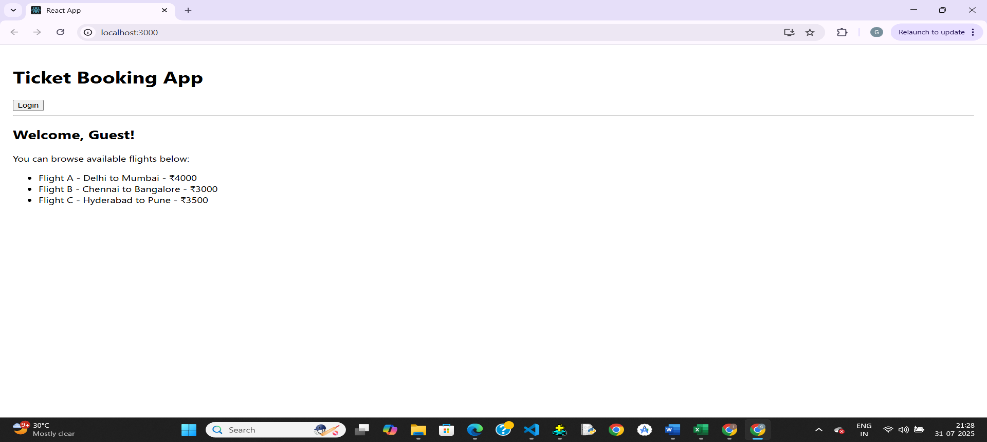 React App
localhost:3000
G
Relaunch to update
Ticket Booking App
Login
Welcome, Guest!
You can browse available flights below:
Flight A - Delhi to Mumbai - ₹4000
Flight B - Chennai to Bangalore - ₹3000
Flight C - Hyderabad to Pune - ₹3500
9+
30°C
Mostly clear
Search
ENG
IN
21:28
31-07-2025